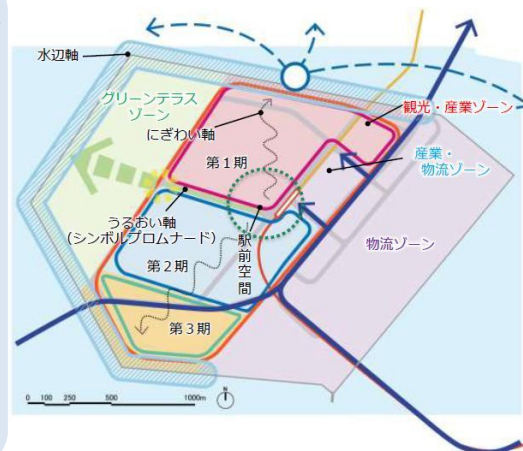 水辺軸
グリーンテラス
ゾーン
にぎわい軸
観光・産業ゾーン
第1期
産業・
物流ゾーン
うるおい軸
(シンボルプロムナード)
駅前空間
物流ゾーン
第2期
第3期
0 100 250 500 1000m
N